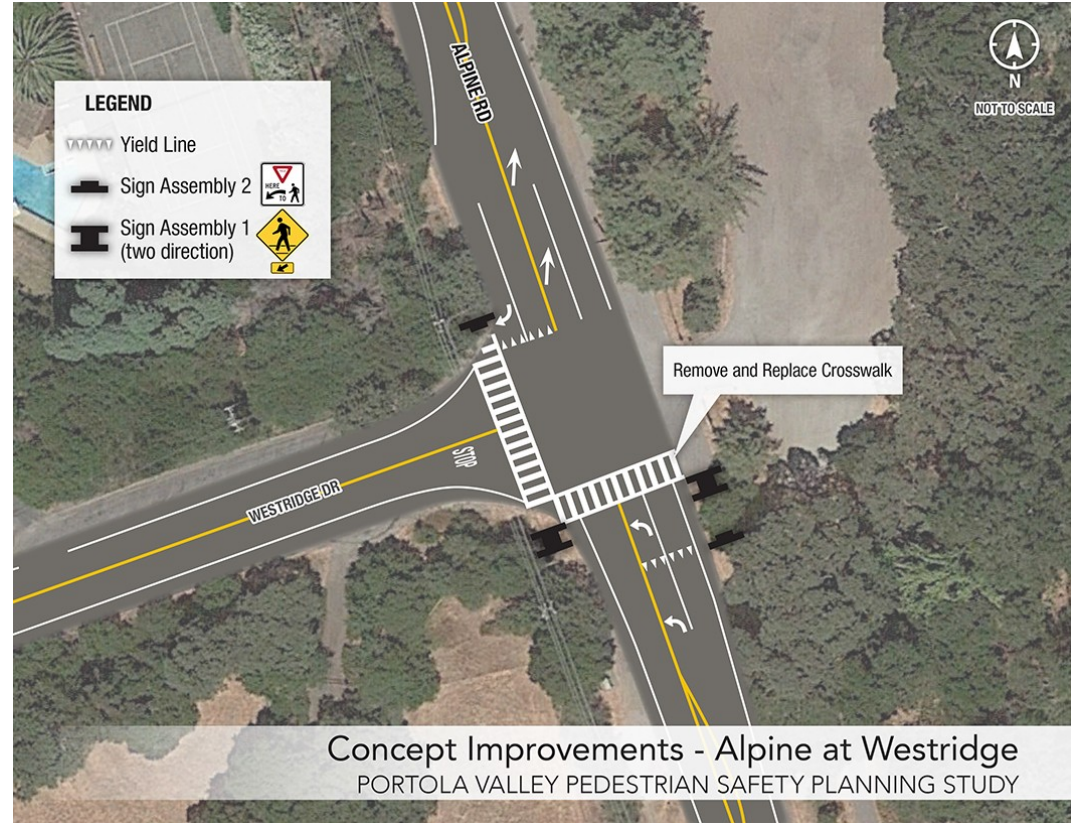 ALPINE RD
N
NOT TO SCALE
LEGEND
Yield Line
Sign Assembly 2
HERE
TO
Sign Assembly 1
(two direction)
Remove and Replace Crosswalk
STOP
WESTRIDGE DR
Concept Improvements - Alpine at Westridge
PORTOLA VALLEY PEDESTRIAN SAFETY PLANNING STUDY